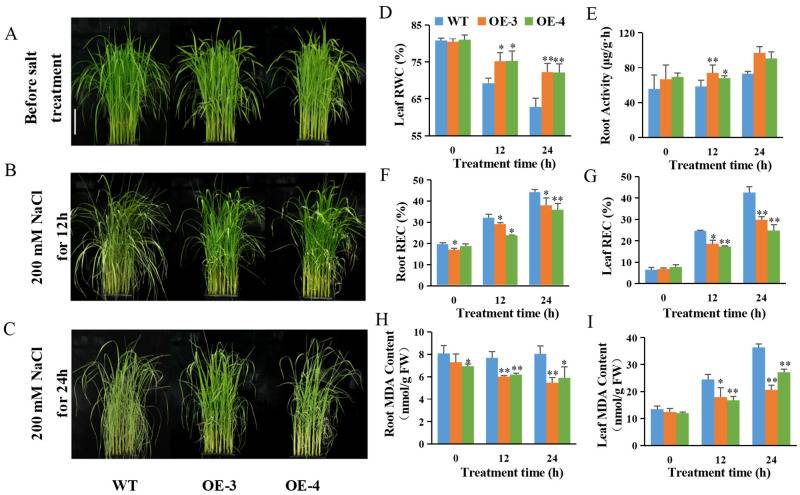 A
Before salt
treatment
B
200 mM NaCl
for 12h
C
200 mM NaCl
for 24h
WT OE-3 OE-4
WT OE-3 OE-4
D
Leaf RWC (%)
95
85
75
65
55
* *
** **
0 12 24
Treatment time (h)
E
Root Activity (μg/g·h)
120
80
40
0
** *
0 12 24
Treatment time (h)
F
Root REC (%)
50
40
30
20
10
0
*
* *
* **
0 12 24
Treatment time (h)
G
Leaf REC (%)
50
40
30
20
10
0
* **
** **
0 12 24
Treatment time (h)
H
Root MDA Content
(nmol/g FW)
10
8
6
4
2
0
*
** **
** *
0 12 24
Treatment time (h)
I
Leaf MDA Content
(nmol/g FW)
40
30
20
10
0
* **
** **
0 12 24
Treatment time (h)